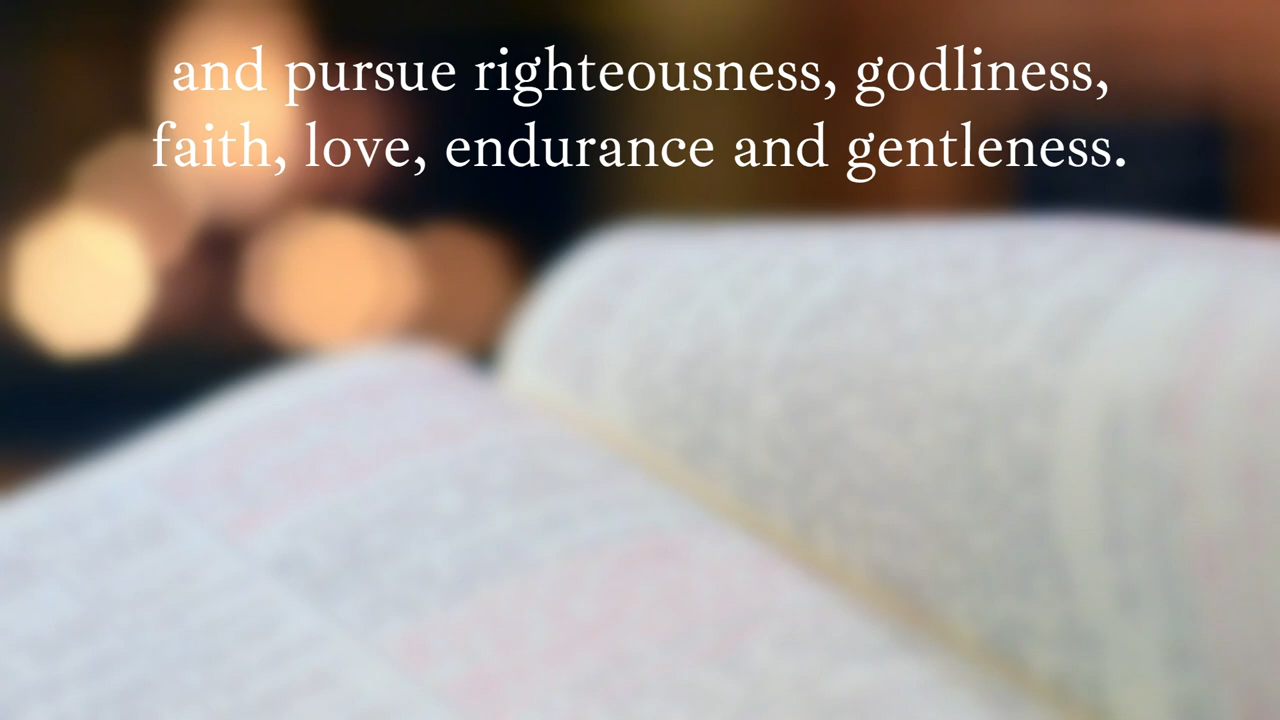 and pursue righteousness, godliness,
faith, love, endurance and gentleness.